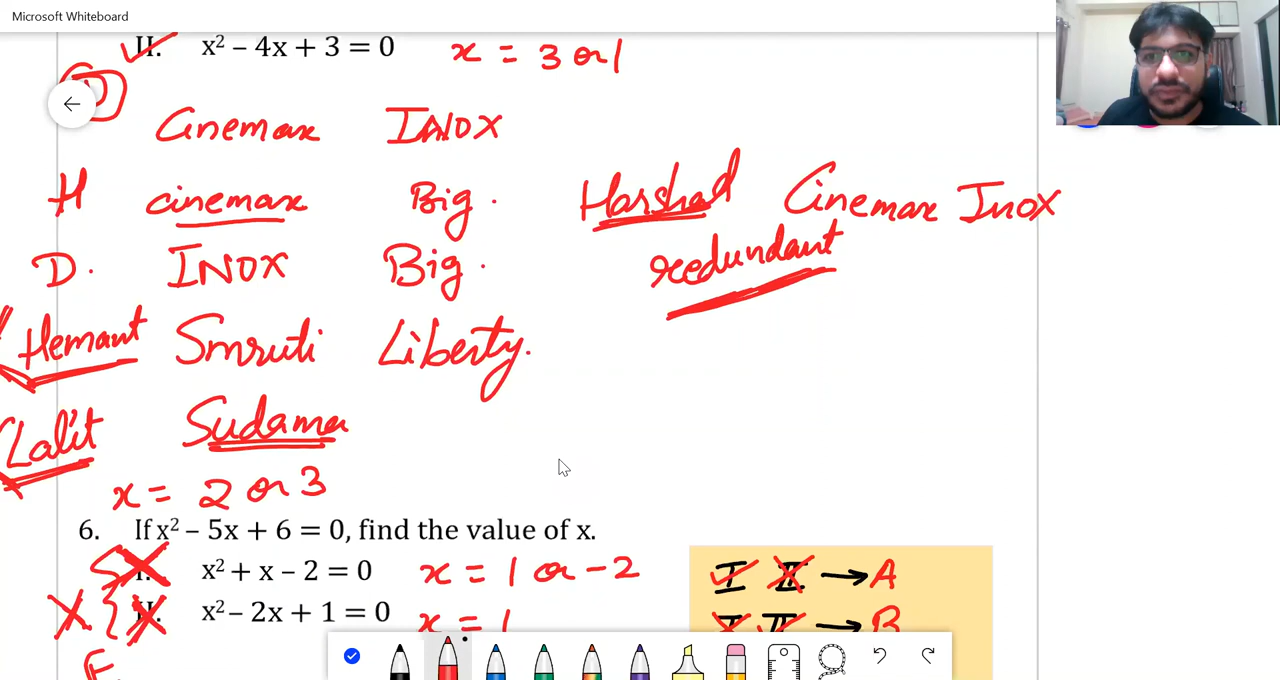 Microsoft Whiteboard
II. x² – 4x + 3 = 0 x = 3 or 1
D
Cinemax INOX
H cinemax Big. Harshad Cinemax Inox
redundant
D. INOX Big.
Hemant Smruti Liberty.
Lalit Sudama
x = 2 or 3
6. If x² – 5x + 6 = 0, find the value of x.
x² + x – 2 = 0 x = 1 or -2
I II → A
x² – 2x + 1 = 0 x = 1
I II → B